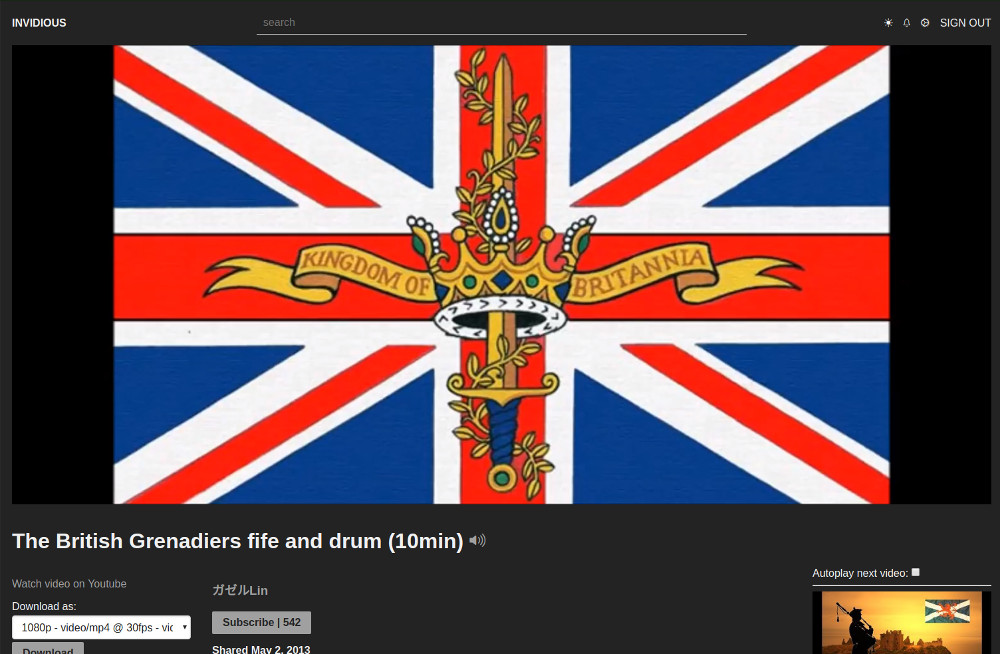 INVIDIOUS
search
SIGN OUT
KINGDOM OF BRITANNIA
The British Grenadiers fife and drum (10min)
Autoplay next video:
Watch video on Youtube
ガゼルLin
Download as:
1080p - video/mp4 @ 30fps - vic
Subscribe | 542
Download
Shared May 2, 2013